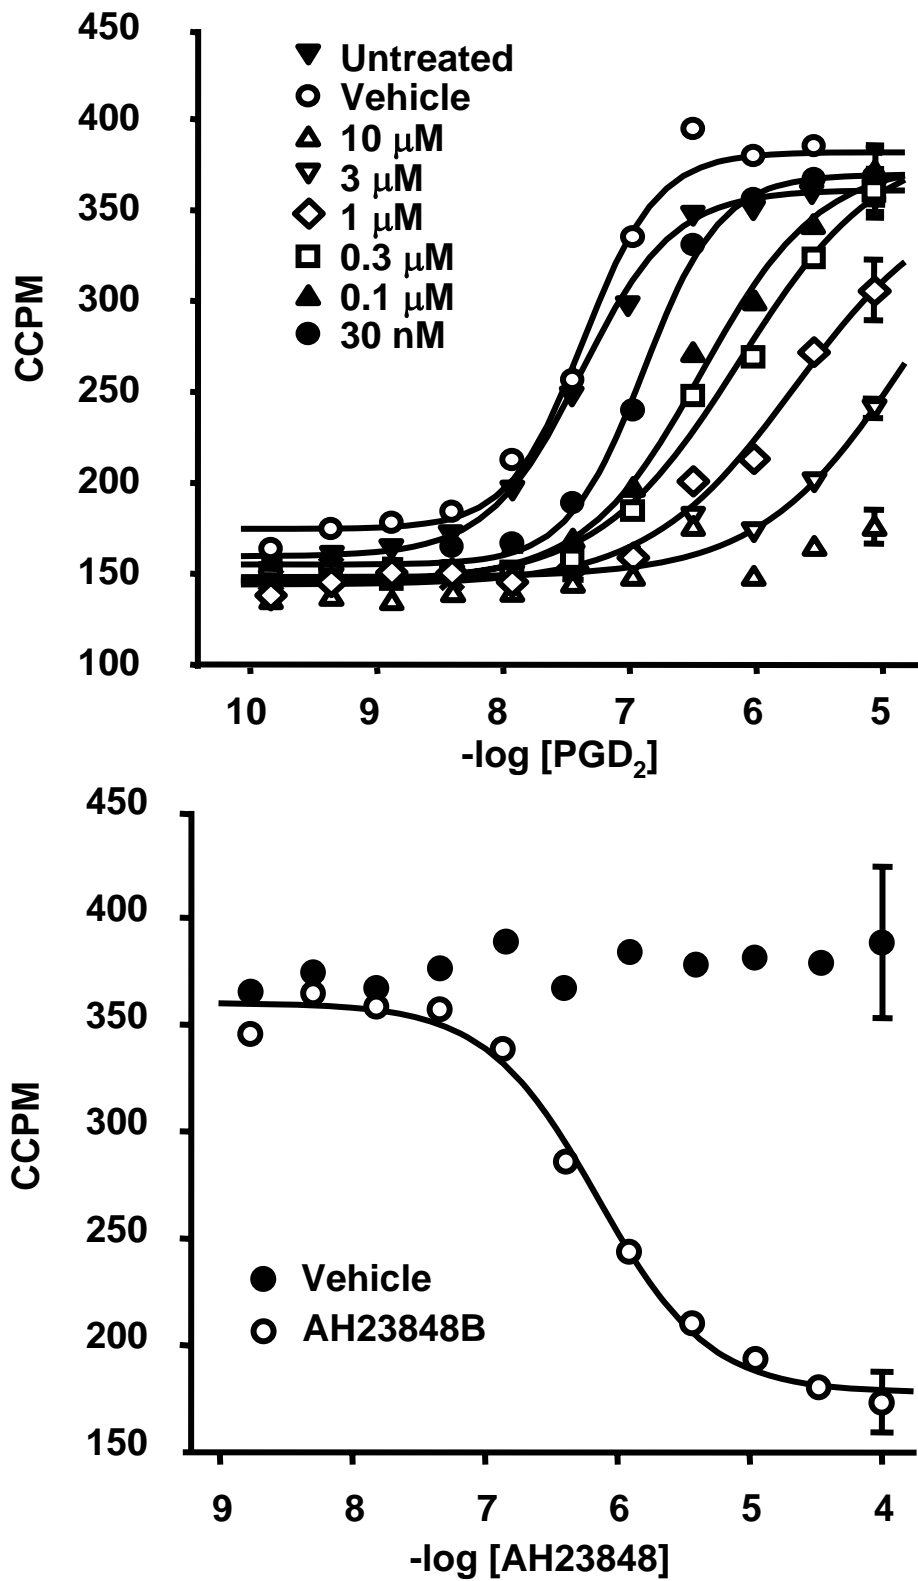 450
400
350
300
250
200
150
100
CCPM
Untreated
Vehicle
10 μM
3 μM
1 μM
0.3 μM
0.1 μM
30 nM
10 9 8 7 6 5
-log [PGD₂]
450
400
350
300
250
200
150
CCPM
Vehicle
AH23848B
9 8 7 6 5 4
-log [AH23848]